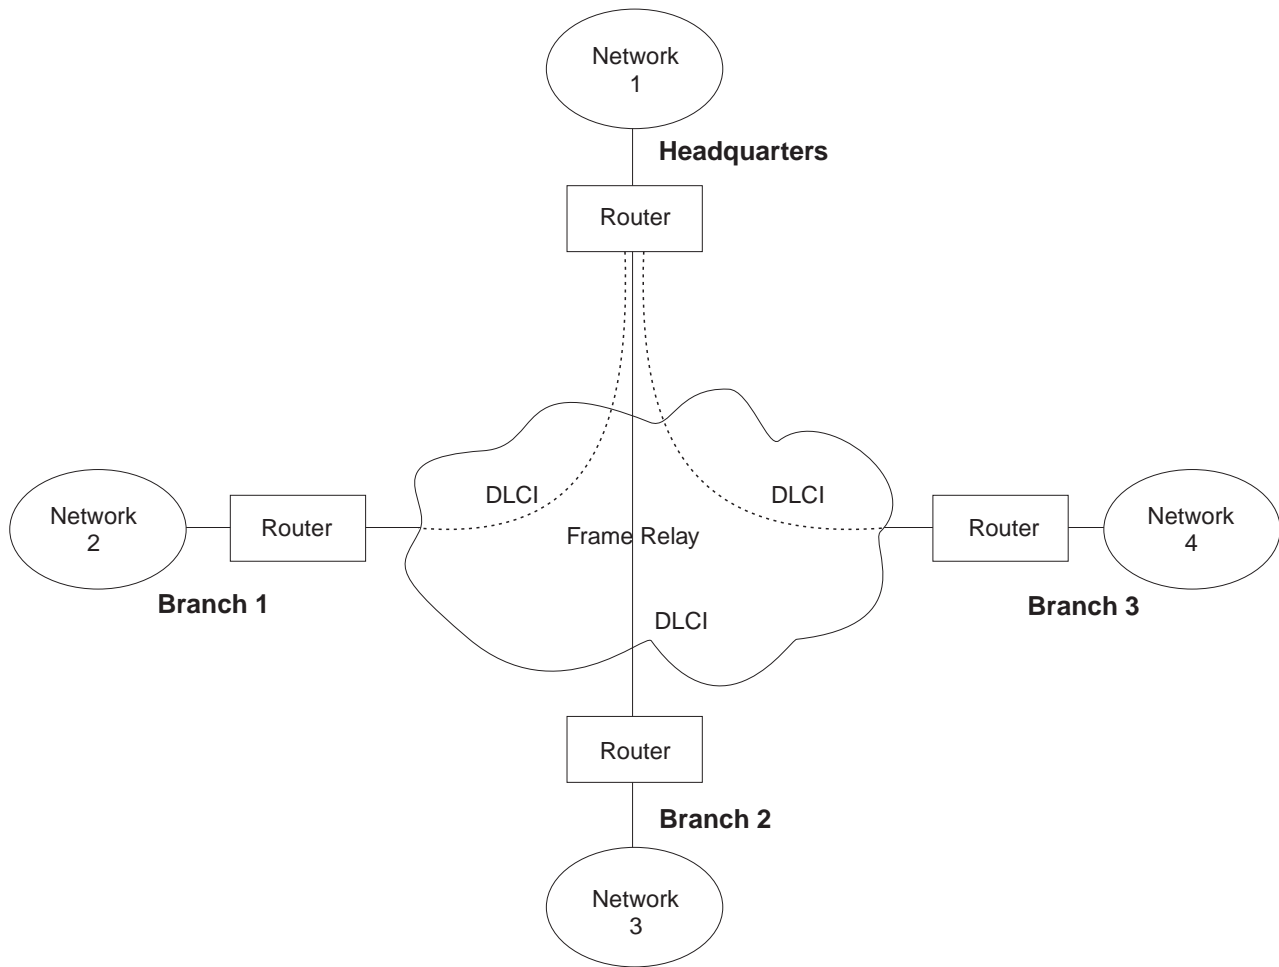 Network
1
Headquarters
Router
DLCI
DLCI
Network
2
Router
Frame Relay
Router
Network
4
Branch 1
Branch 3
DLCI
Router
Branch 2
Network
3